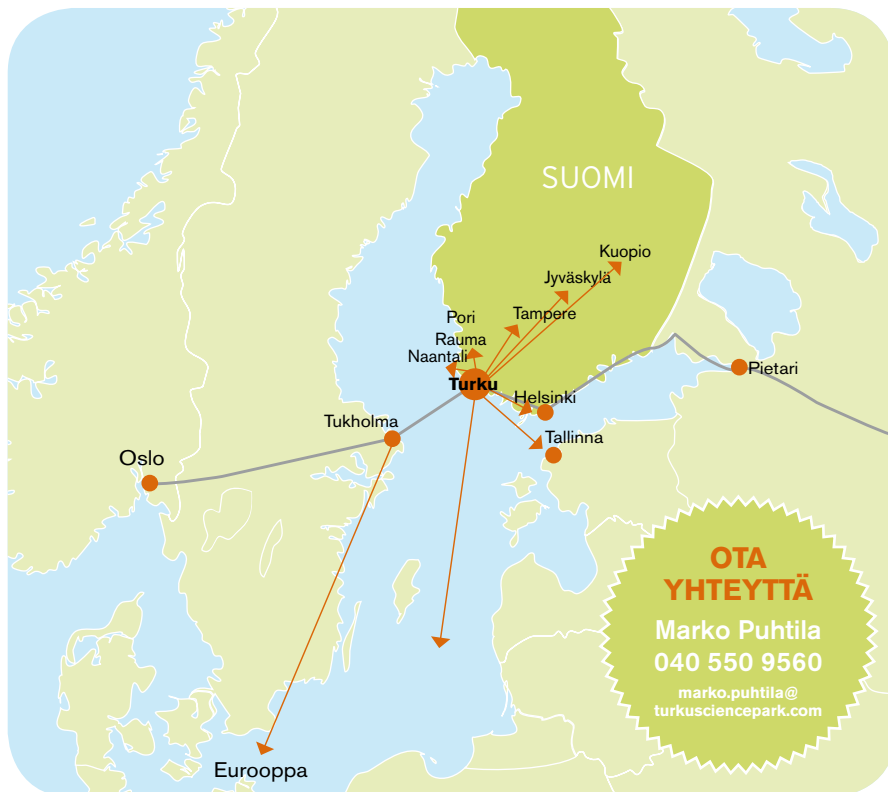 SUOMI
Kuopio
Jyväskylä
Pori
Tampere
Rauma
Naantali
Pietari
Turku
Helsinki
Tukholma
Tallinna
Oslo
Eurooppa
OTA
YHTEYTTÄ
Marko Puhtila
040 550 9560
marko.puhtila@
turkusciencepark.com